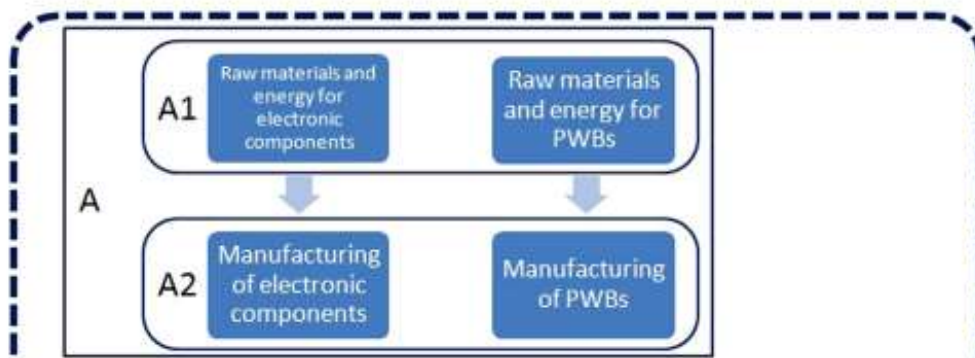 A
A1
Raw materials and
energy for
electronic
components
Raw materials
and energy for
PWBs
A2
Manufacturing
of electronic
components
Manufacturing
of PWBs